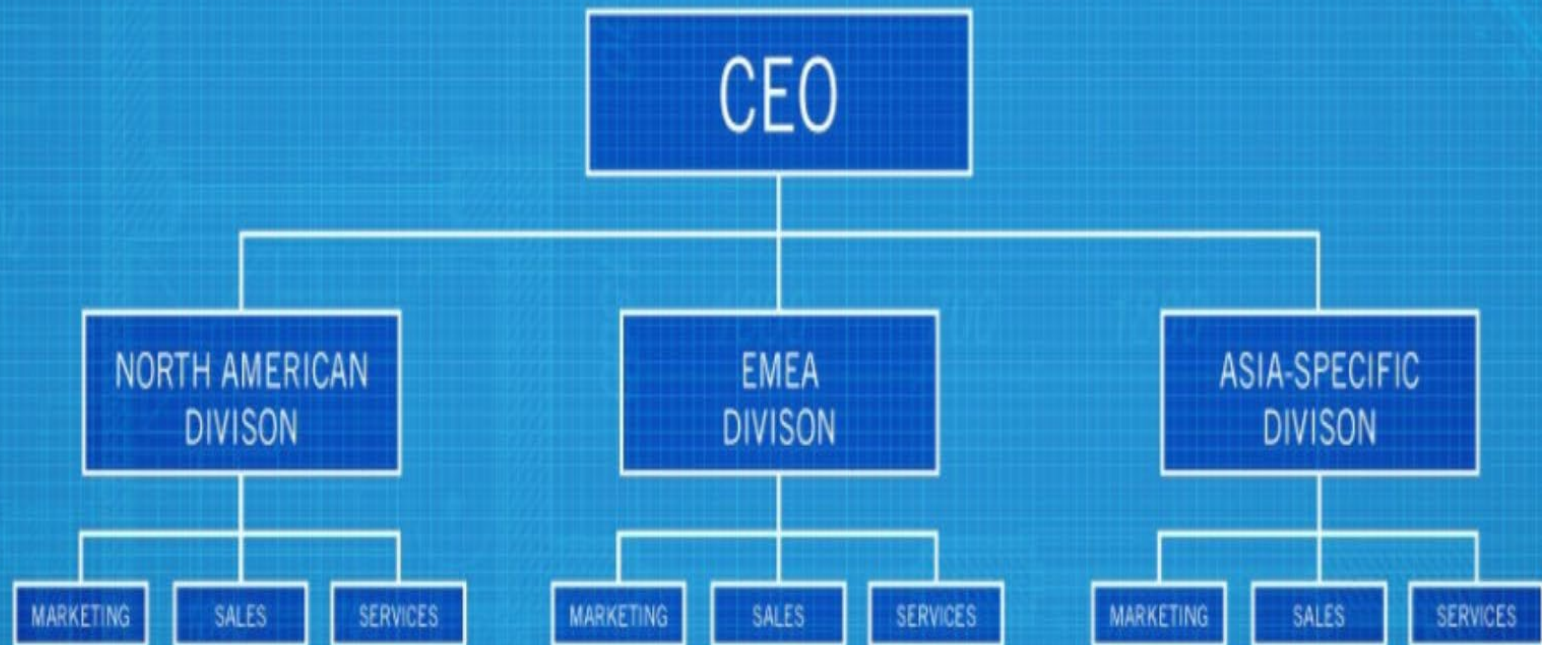 CEO
NORTH AMERICAN
DIVISON
EMEA
DIVISON
ASIA-SPECIFIC
DIVISON
MARKETING
SALES
SERVICES
MARKETING
SALES
SERVICES
MARKETING
SALES
SERVICES